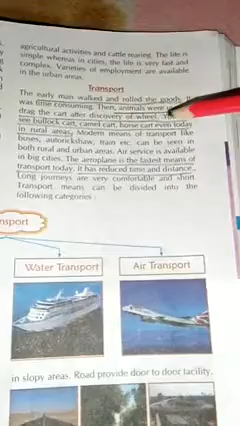 agricultural activities and cattle rearing. The life is
simple whereas in cities, the life is very fast and
complex. Varieties of employment are available
in the urban areas.
Transport
The early man walked and rolled the goods. It
was time consuming. Then, animals were
drag the cart after discovery of wheel.
see bullock cart, camel cart, horse cart even today
in rural areas. Modern means of transport like
buses, autorickshaw, train etc. can be seen in
both rural and urban areas. Air service is available
in big cities. The aeroplane is the fastest means of
transport today. It has reduced time and distance.
Long journeys are very comfortable and short
Transport means can be divided into the
following categories
nsport
Water Transport
Air Transport
in slopy areas. Road provide door to door facility.